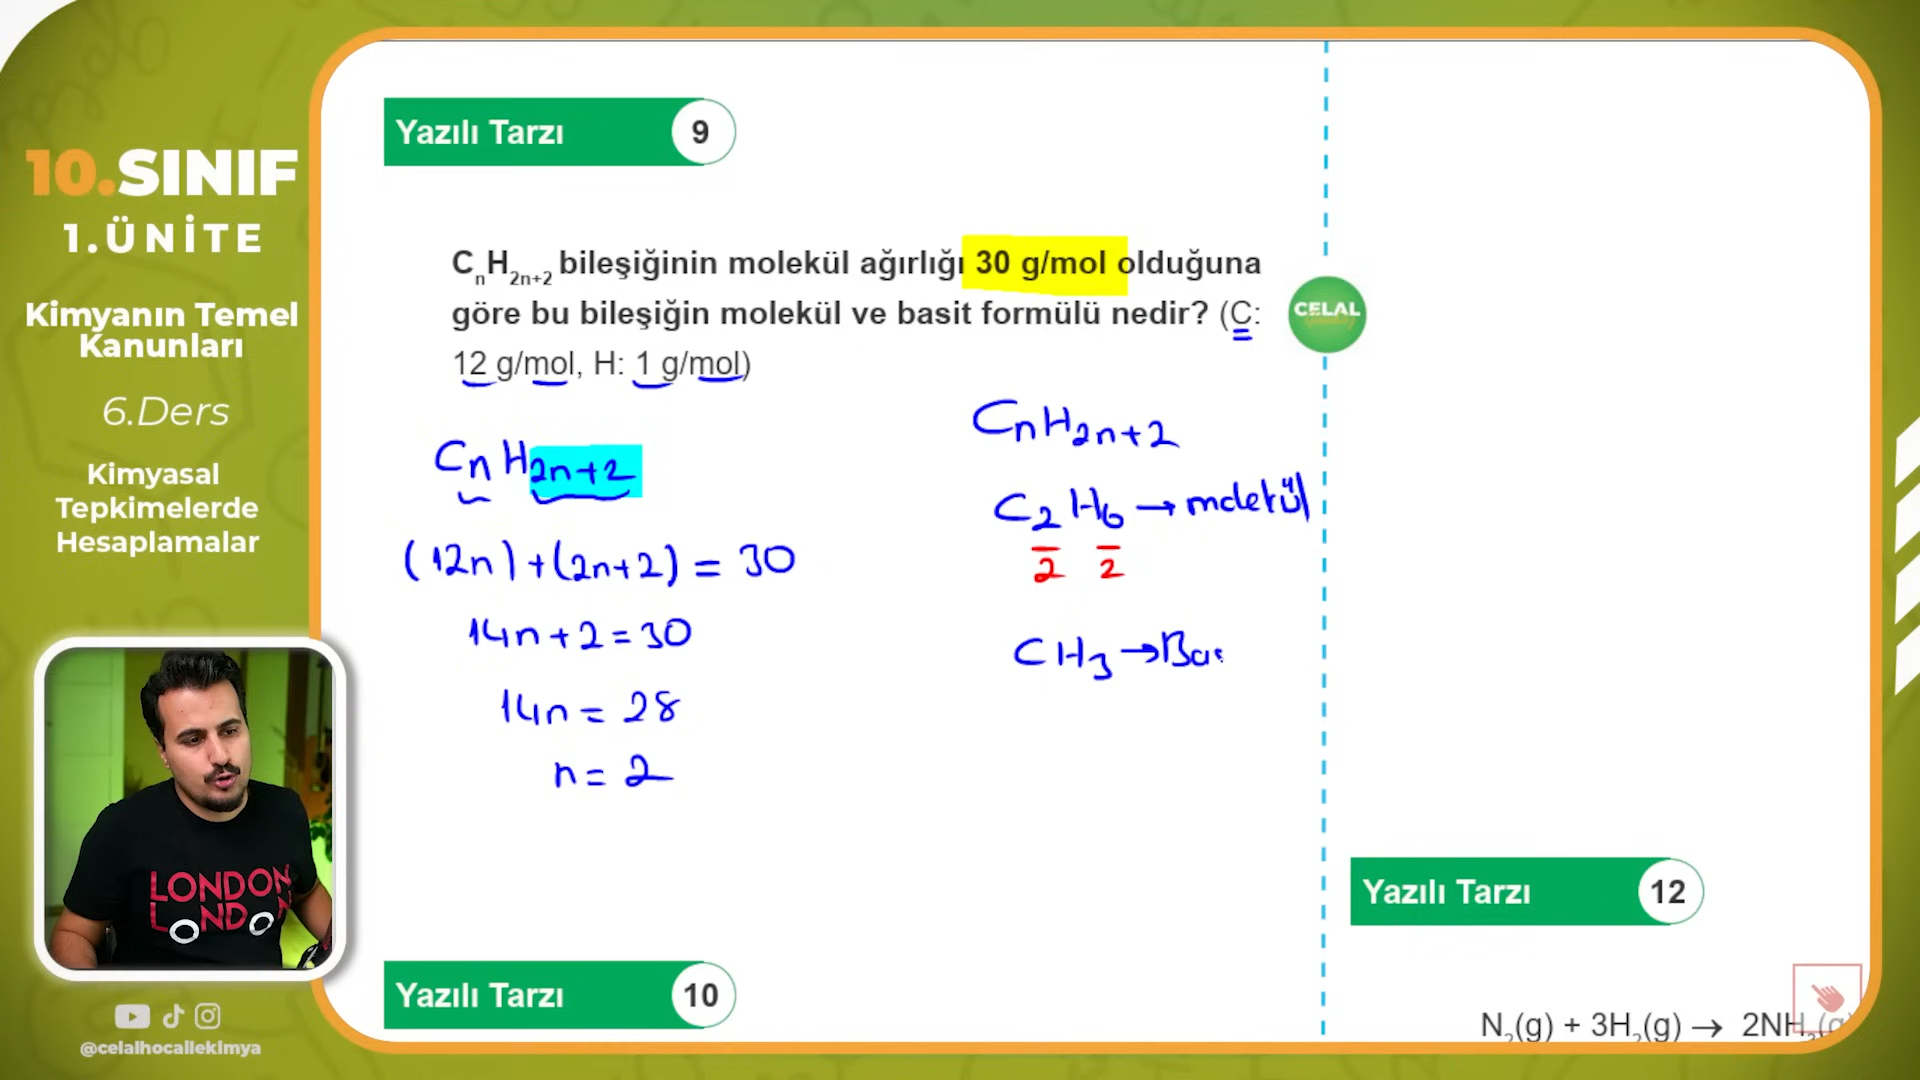 10.SINIF
1.ÜNİTE
Kimyanın Temel
Kanunları
6.Ders
Kimyasal
Tepkimelerde
Hesaplamalar
@celalhocallekimya
Yazılı Tarzı 9
CnH2n+2 bileşiğinin molekül ağırlığı 30 g/mol olduğuna
göre bu bileşiğin molekül ve basit formülü nedir? (C:
12 g/mol, H: 1 g/mol)
CELAL
CnH2n+2
(12n)+(2n+2) = 30
14n+2=30
14n = 28
n = 2
CnH2n+2
C2H6 → molekül
2 2
CH3 → Bas
Yazılı Tarzı 10
Yazılı Tarzı 12
N2(g) + 3H2(g) → 2NH3(g)
LONDON
LONDON